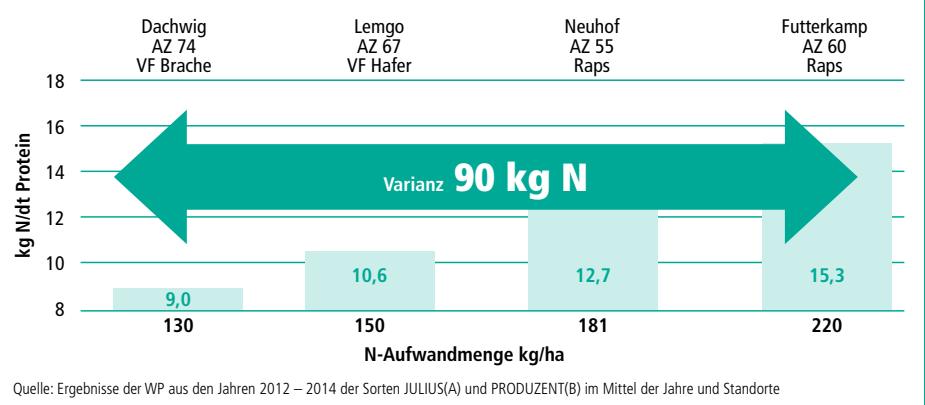 Dachwig
AZ 74
VF Brache
Lemgo
AZ 67
VF Hafer
Neuhof
AZ 55
Raps
Futterkamp
AZ 60
Raps
kg N/dt Protein
18
16
14
12
10
8
Varianz 90 kg N
9,0
10,6
12,7
15,3
130
150
181
220
N-Aufwandmenge kg/ha
Quelle: Ergebnisse der WP aus den Jahren 2012 – 2014 der Sorten JULIUS(A) und PRODUZENT(B) im Mittel der Jahre und Standorte